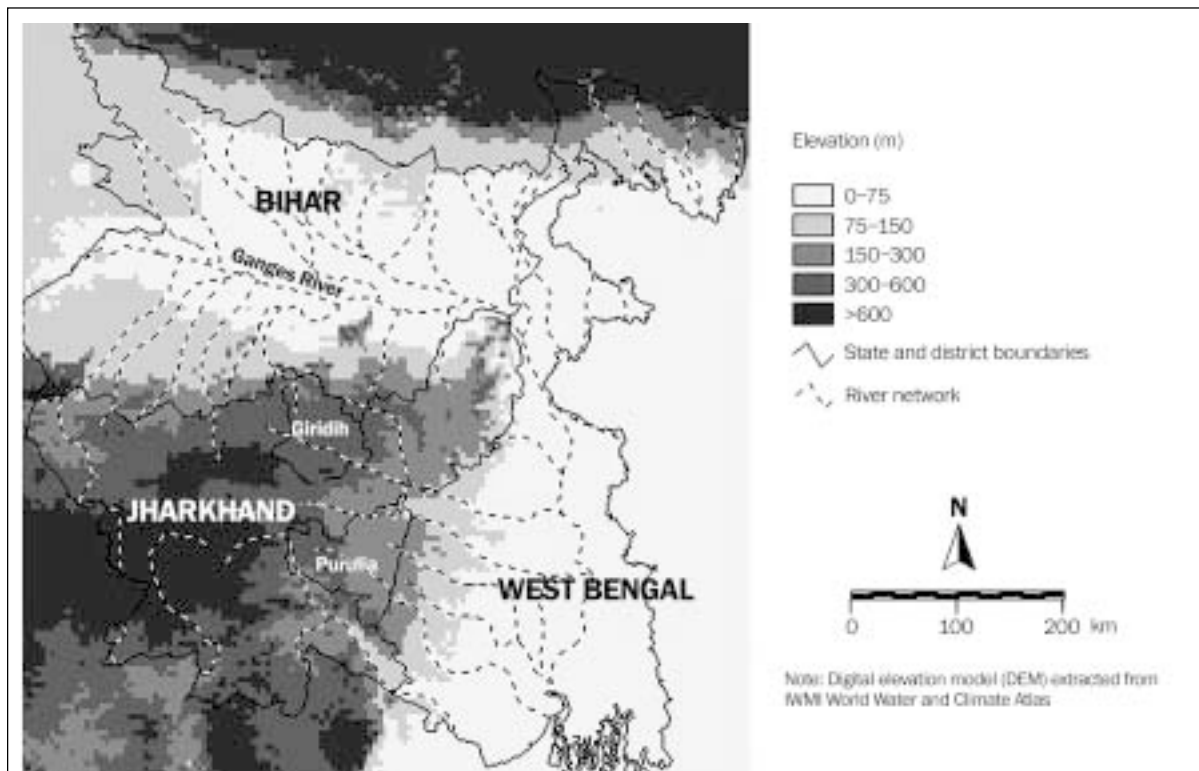 BIHAR
Ganges River
Giridih
JHARKHAND
Purulia
WEST BENGAL
Elevation (m)
0–75
75–150
150–300
300–600
>600
State and district boundaries
River network
N
0 100 200 km
Note: Digital elevation model (DEM) extracted from
IWMI World Water and Climate Atlas